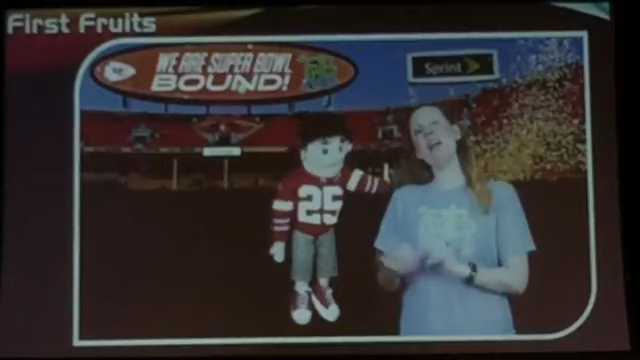 First Fruits
WE ARE SUPER BOWL
BOUND!
Sprint
25